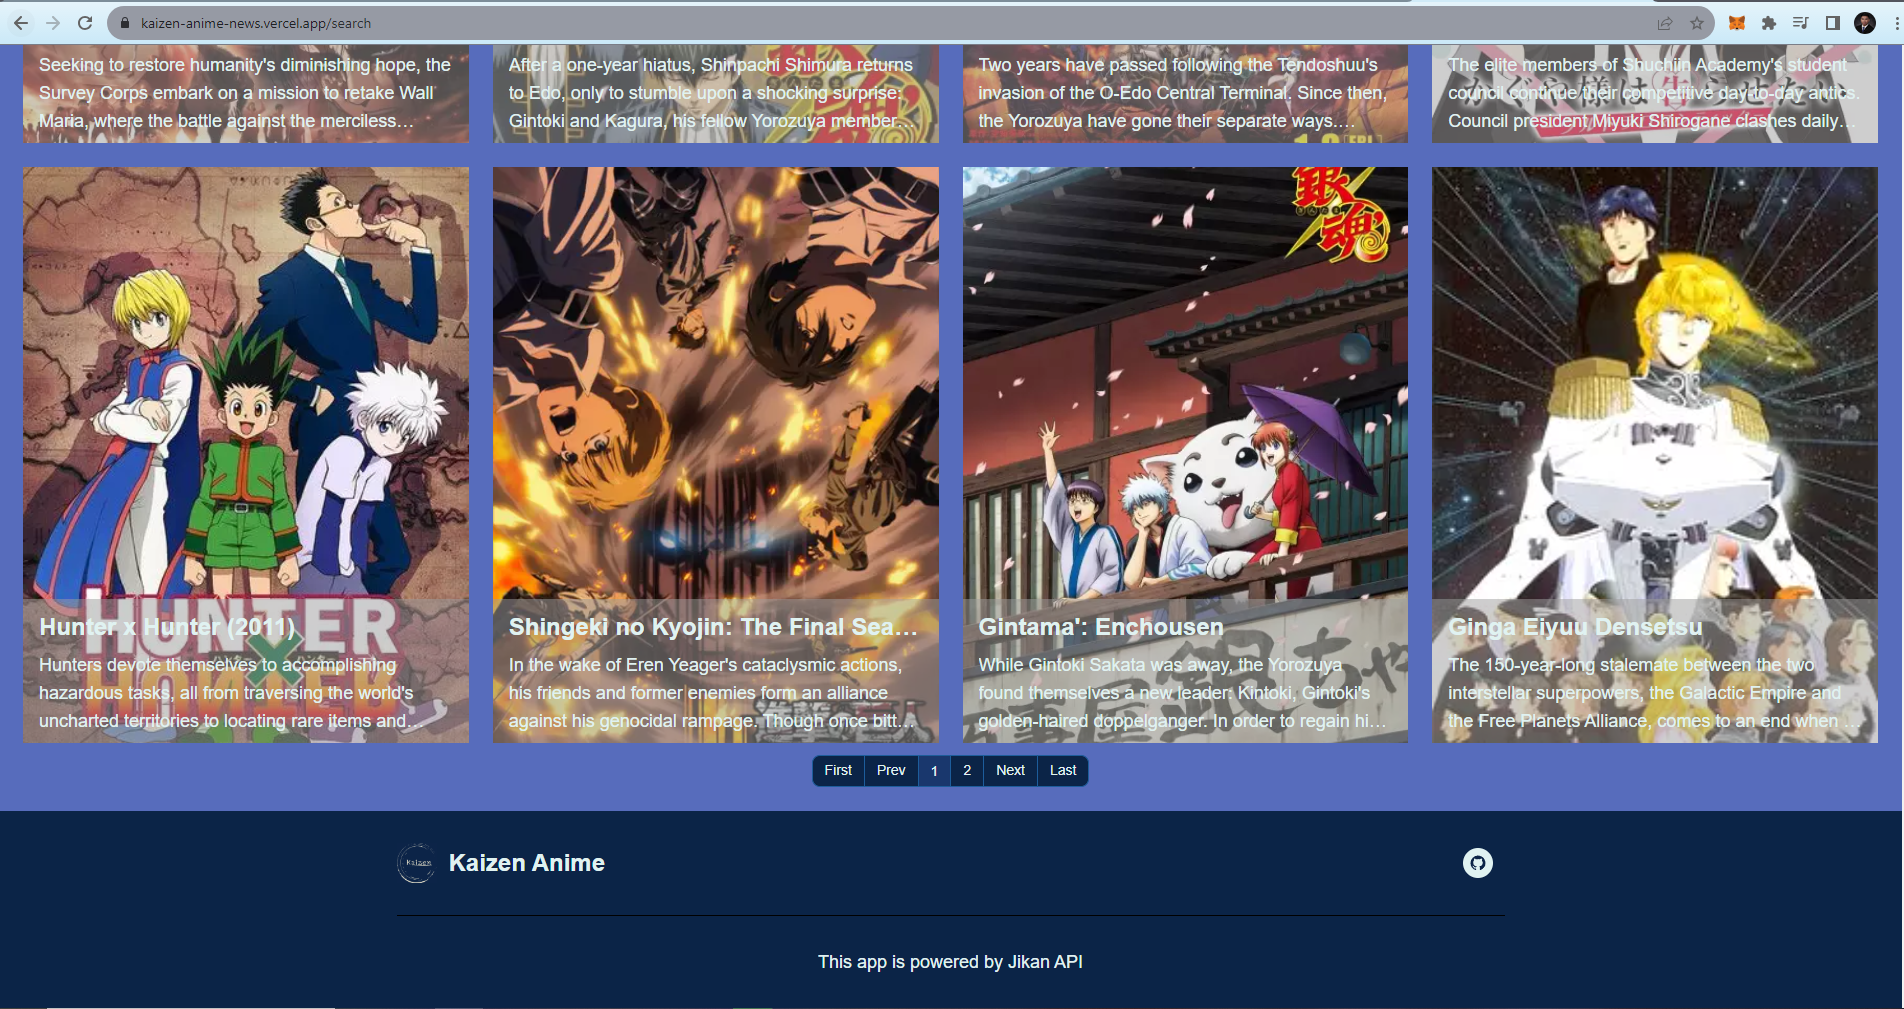 kaizen-anime-news.vercel.app/search
Seeking to restore humanity's diminishing hope, the
Survey Corps embark on a mission to retake Wall
Maria, where the battle against the merciless…
After a one-year hiatus, Shinpachi Shimura returns
to Edo, only to stumble upon a shocking surprise:
Gintoki and Kagura, his fellow Yorozuya member…
Two years have passed following the Tendoshuu's
invasion of the O-Edo Central Terminal. Since then,
the Yorozuya have gone their separate ways.…
The elite members of Shuchiin Academy's student
council continue their competitive day-to-day antics.
Council president Miyuki Shirogane clashes daily…
銀
魂
HUNTER
×
HUNTER
Hunter x Hunter (2011)
Hunters devote themselves to accomplishing
hazardous tasks, all from traversing the world's
uncharted territories to locating rare items and…
Shingeki no Kyojin: The Final Sea…
In the wake of Eren Yeager's cataclysmic actions,
his friends and former enemies form an alliance
against his genocidal rampage. Though once bitt…
Gintama': Enchousen
While Gintoki Sakata was away, the Yorozuya
found themselves a new leader: Kintoki, Gintoki's
golden-haired doppelganger. In order to regain hi…
Ginga Eiyuu Densetsu
The 150-year-long stalemate between the two
interstellar superpowers, the Galactic Empire and
the Free Planets Alliance, comes to an end when …
First Prev 1 2 Next Last
Kaizen
Kaizen Anime
This app is powered by Jikan API